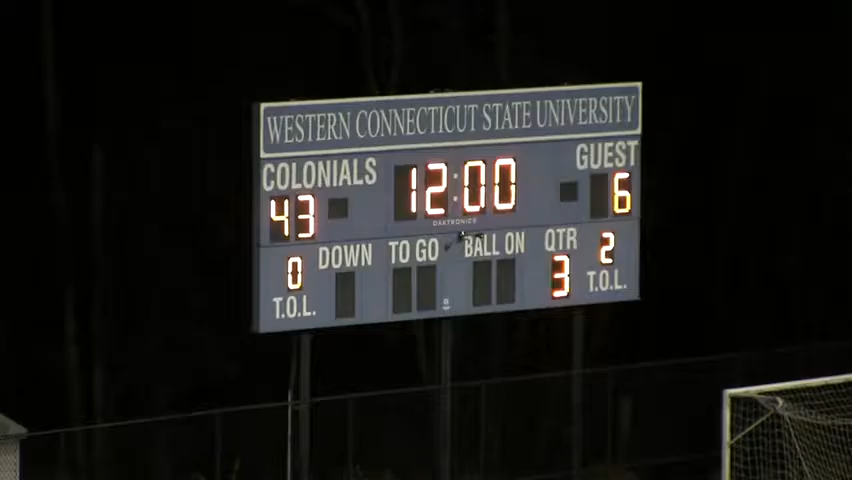 WESTERN CONNECTICUT STATE UNIVERSITY
COLONIALS 12:00 GUEST
43 6
DAKTRONICS
DOWN TO GO BALL ON QTR 2
0 3 T.O.L.
T.O.L.